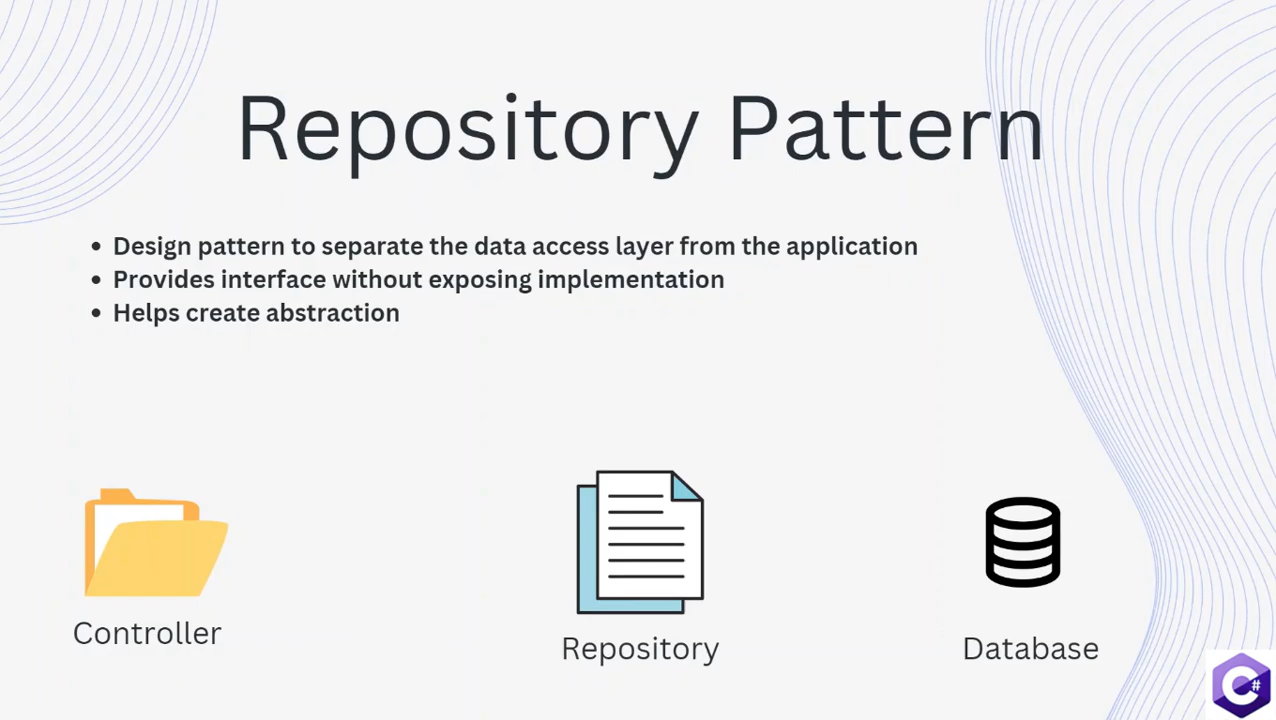 Repository Pattern
• Design pattern to separate the data access layer from the application
• Provides interface without exposing implementation
• Helps create abstraction
Controller
Repository
Database
C#